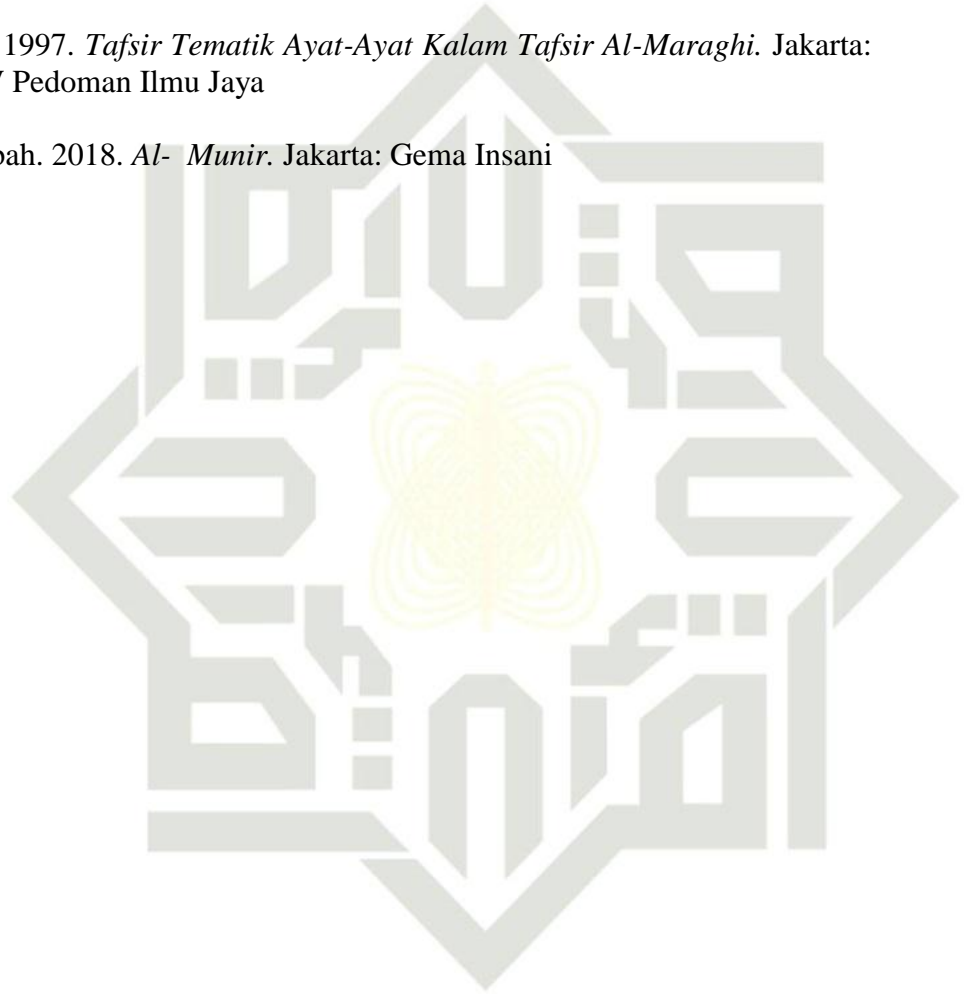 1997. Tafsir Tematik Ayat-Ayat Kalam Tafsir Al-Maraghi. Jakarta:
Pedoman Ilmu Jaya
2018. Al- Munir. Jakarta: Gema Insani